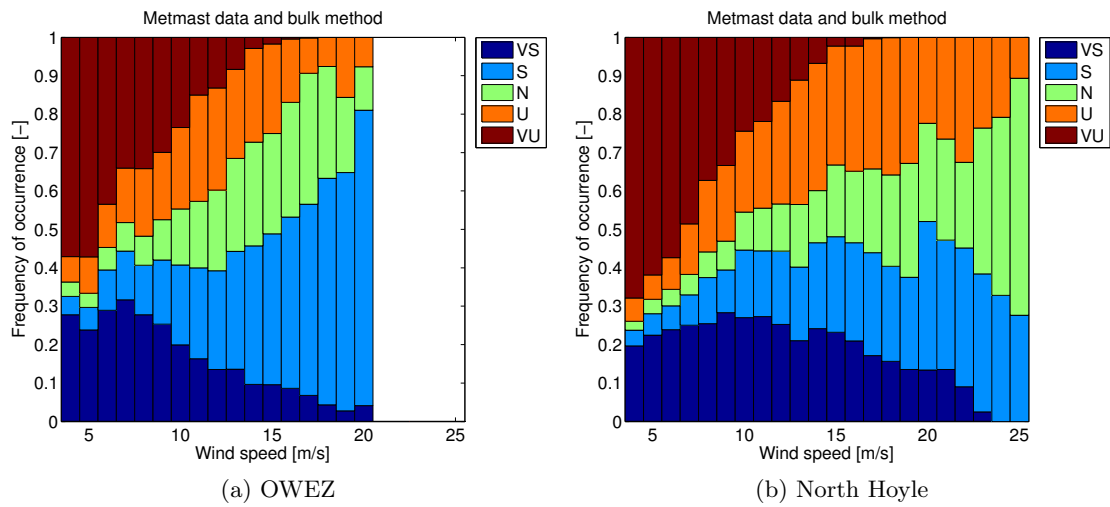 Metmast data and bulk method
Frequency of occurrence [−]
1
0.9
0.8
0.7
0.6
0.5
0.4
0.3
0.2
0.1
0
5 10 15 20 25
Wind speed [m/s]
VS
S
N
U
VU
(a) OWEZ
Metmast data and bulk method
Frequency of occurrence [−]
1
0.9
0.8
0.7
0.6
0.5
0.4
0.3
0.2
0.1
0
5 10 15 20 25
Wind speed [m/s]
VS
S
N
U
VU
(b) North Hoyle